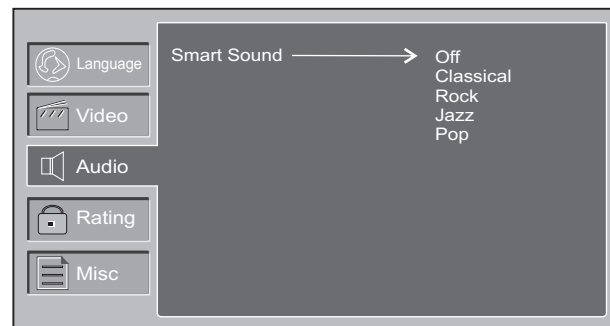 Language
Video
Audio
Rating
Misc
Smart Sound
Off
Classical
Rock
Jazz
Pop